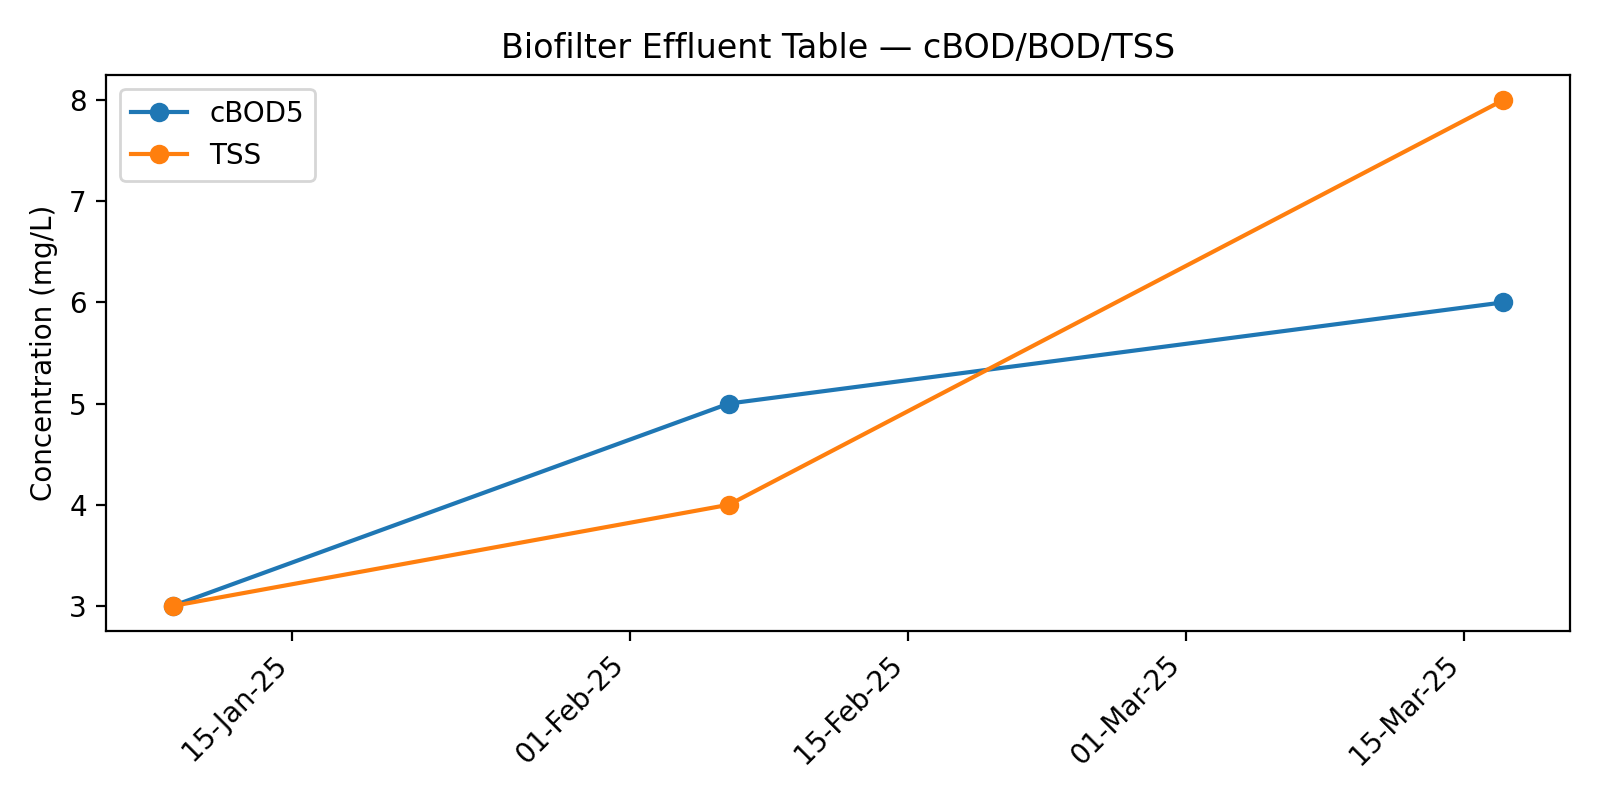 Biofilter Effluent Table — cBOD/BOD/TSS
cBOD5
TSS
Concentration (mg/L)
8
7
6
5
4
3
15-Jan-25
01-Feb-25
15-Feb-25
01-Mar-25
15-Mar-25